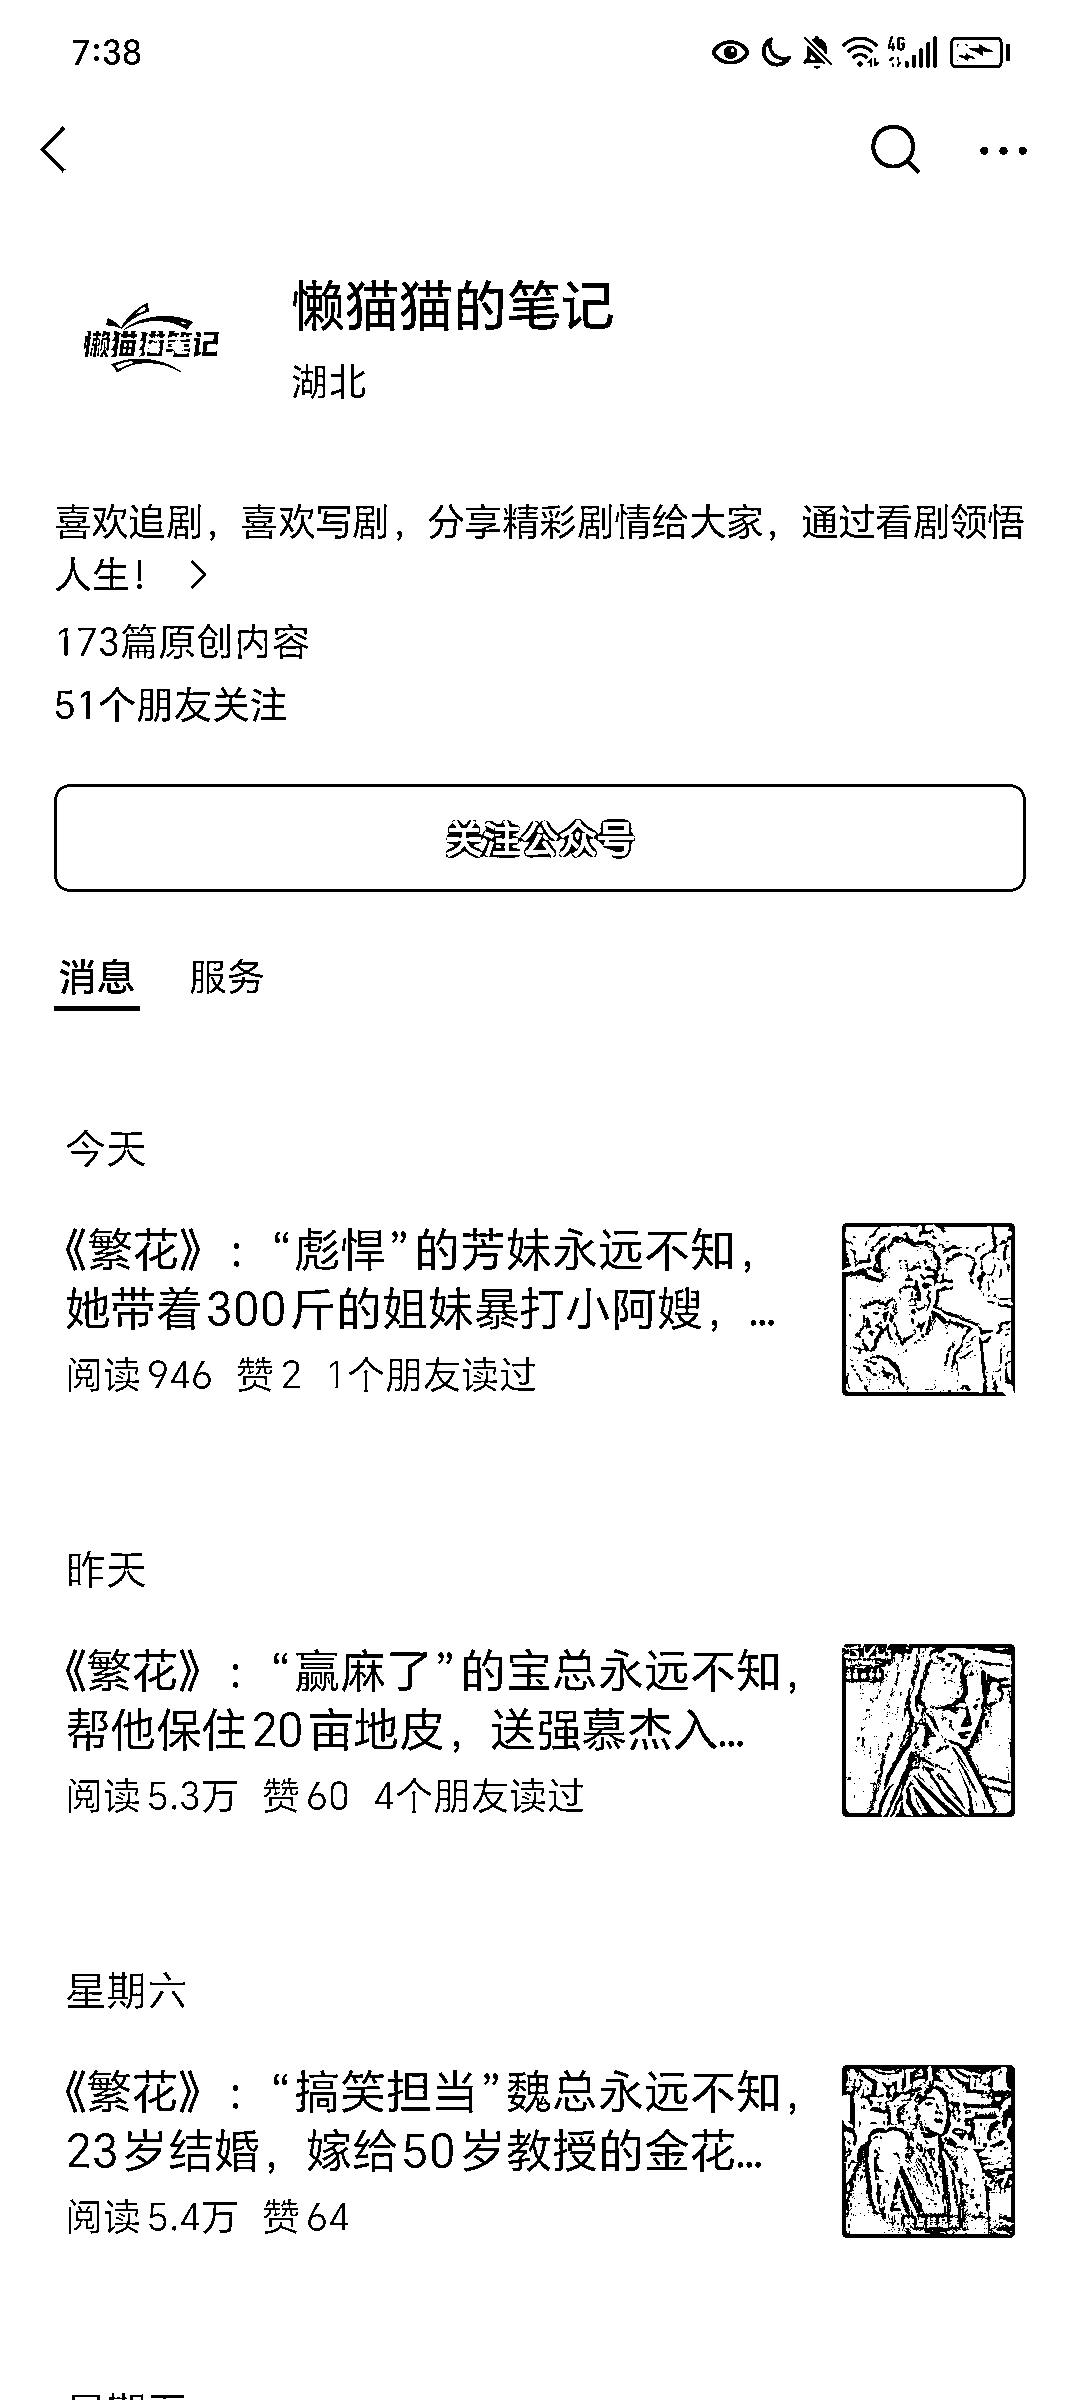 7:38
4G
懒猫猫笔记
懒猫猫的笔记
湖北
喜欢追剧，喜欢写剧，分享精彩剧情给大家，通过看剧领悟
人生！
173篇原创内容
51个朋友关注
关注公众号
消息 服务
今天
《繁花》：“彪悍”的芳妹永远不知，
她带着300斤的姐妹暴打小阿嫂，...
阅读946 赞2 1个朋友读过
昨天
《繁花》：“赢麻了”的宝总永远不知，
帮他保住20亩地皮，送强慕杰入...
阅读5.3万 赞60 4个朋友读过
星期六
《繁花》：“搞笑担当”魏总永远不知，
23岁结婚，嫁给50岁教授的金花...
阅读5.4万 赞64